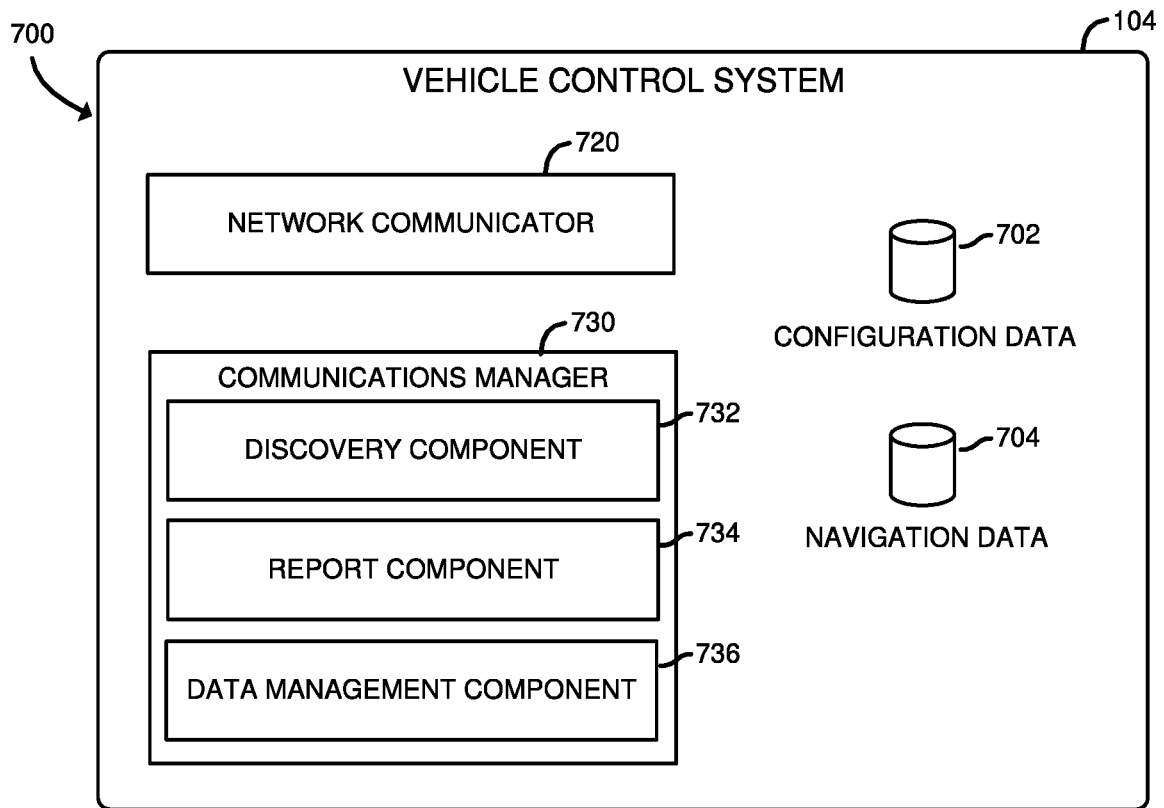 700
104
VEHICLE CONTROL SYSTEM
720
NETWORK COMMUNICATOR
702
CONFIGURATION DATA
730
COMMUNICATIONS MANAGER
732
DISCOVERY COMPONENT
704
NAVIGATION DATA
734
REPORT COMPONENT
736
DATA MANAGEMENT COMPONENT